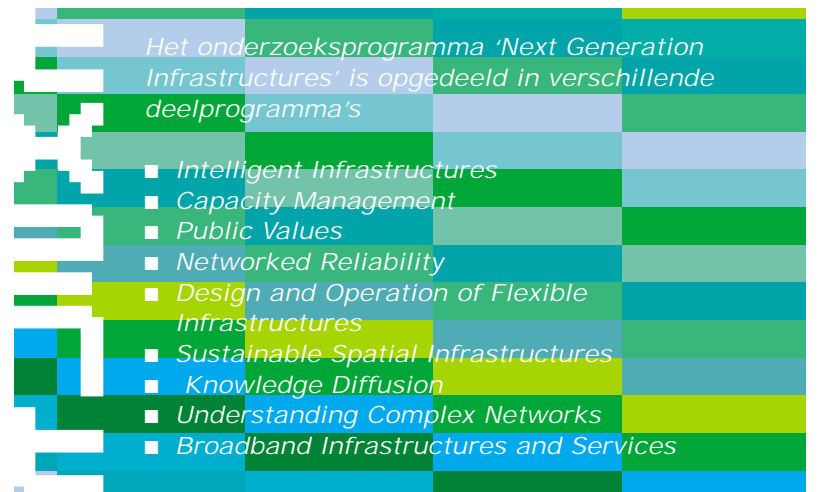 Het onderzoeksprogramma ‘Next Generation
Infrastructures’ is opgedeeld in verschillende
deelprogramma’s
■ Intelligent Infrastructures
■ Capacity Management
■ Public Values
■ Networked Reliability
■ Design and Operation of Flexible
Infrastructures
■ Sustainable Spatial Infrastructures
■ Knowledge Diffusion
■ Understanding Complex Networks
■ Broadband Infrastructures and Services